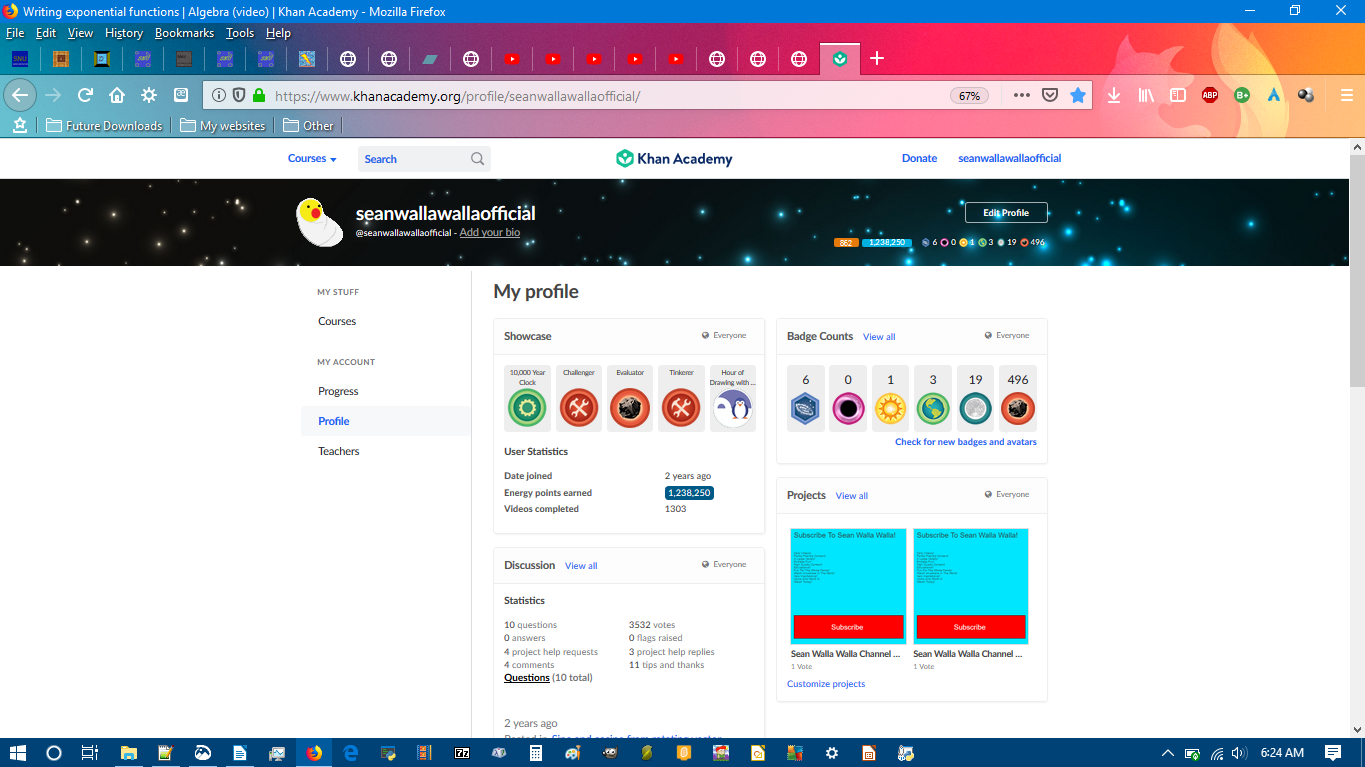 Writing exponential functions | Algebra (video) | Khan Academy - Mozilla Firefox
File Edit View History Bookmarks Tools Help
https://www.khanacademy.org/profile/seanwallawallaofficial/ 67%
Future Downloads My websites Other
Courses Search Khan Academy Donate seanwallawallaofficial
seanwallawallaofficial
@seanwallawallaofficial - Add your bio
Edit Profile
862 1,238,250 6 0 1 3 19 496
MY STUFF
Courses
MY ACCOUNT
Progress
Profile
Teachers
My profile
Showcase Everyone
10,000 Year Clock
Challenger
Evaluator
Tinkerer
Hour of Drawing with ...
User Statistics
Date joined 2 years ago
Energy points earned 1,238,250
Videos completed 1303
Discussion View all Everyone
Statistics
10 questions 3532 votes
0 answers 0 flags raised
4 project help requests 3 project help replies
4 comments 11 tips and thanks
Questions (10 total)
2 years ago
Badge Counts View all Everyone
6 0 1 3 19 496
Check for new badges and avatars
Projects View all Everyone
Subscribe To Sean Walla Walla!
Subscribe
Sean Walla Walla Channel ...
1 Vote
Subscribe To Sean Walla Walla!
Subscribe
Sean Walla Walla Channel ...
1 Vote
Customize projects
6:24 AM